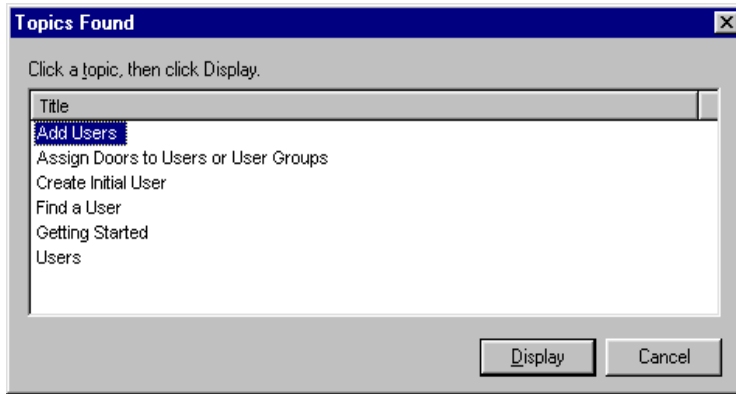 Topics Found
Click a topic, then click Display.
Title
Add Users
Assign Doors to Users or User Groups
Create Initial User
Find a User
Getting Started
Users
Display Cancel